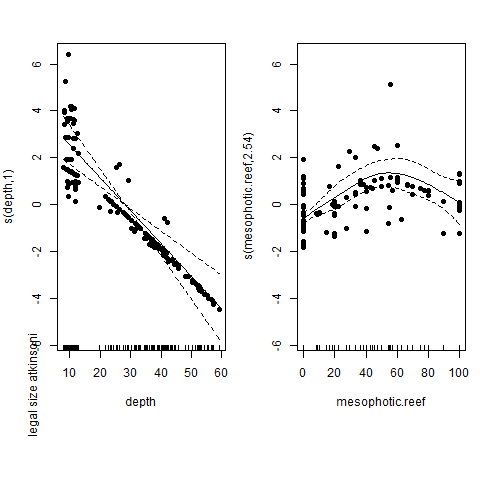 s(depth,1)
6
4
2
0
-2
-4
-6
10 20 30 40 50 60
depth
legal size atkinsoni
s(mesophotic.reef,2.54)
6
4
2
0
-2
-4
-6
0 20 40 60 80 100
mesophotic.reef